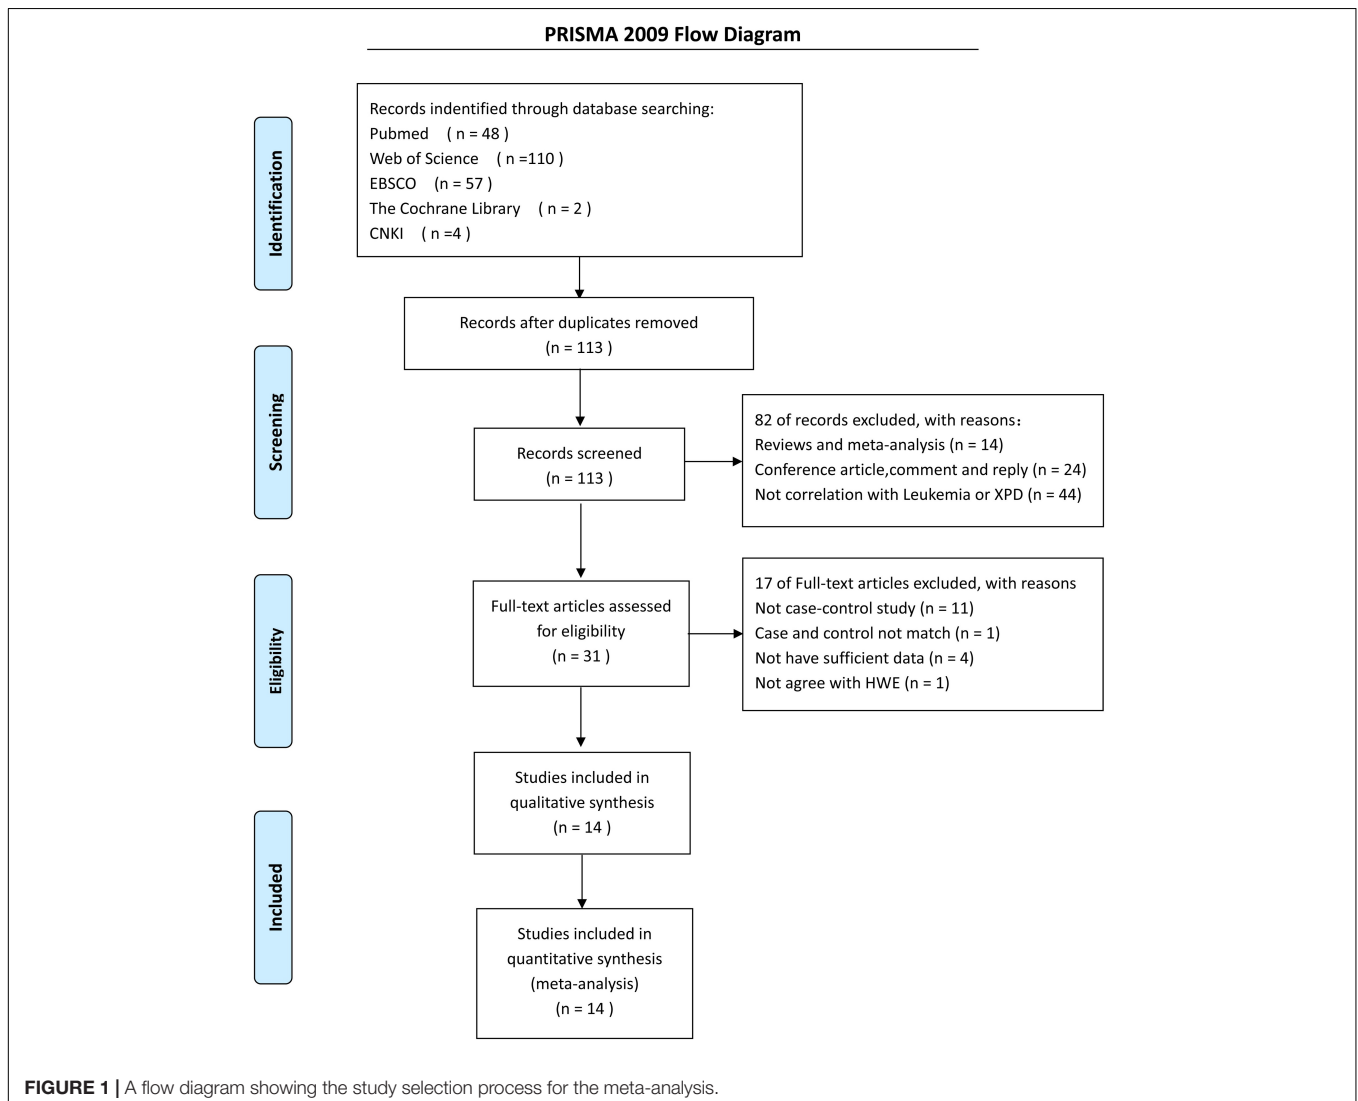 PRISMA 2009 Flow Diagram
Identification
Records indentified through database searching:
Pubmed ( n = 48 )
Web of Science ( n =110 )
EBSCO (n = 57 )
The Cochrane Library ( n = 2 )
CNKI ( n =4 )
Records after duplicates removed
(n = 113 )
Screening
Records screened
(n = 113 )
82 of records excluded, with reasons:
Reviews and meta-analysis (n = 14)
Conference article,comment and reply (n = 24)
Not correlation with Leukemia or XPD (n = 44)
Eligibility
Full-text articles assessed
for eligibility
(n = 31 )
17 of Full-text articles excluded, with reasons
Not case-control study (n = 11)
Case and control not match (n = 1)
Not have sufficient data (n = 4)
Not agree with HWE (n = 1)
Included
Studies included in
qualitative synthesis
(n = 14 )
Studies included in
quantitative synthesis
(meta-analysis)
(n = 14 )
FIGURE 1 | A flow diagram showing the study selection process for the meta-analysis.